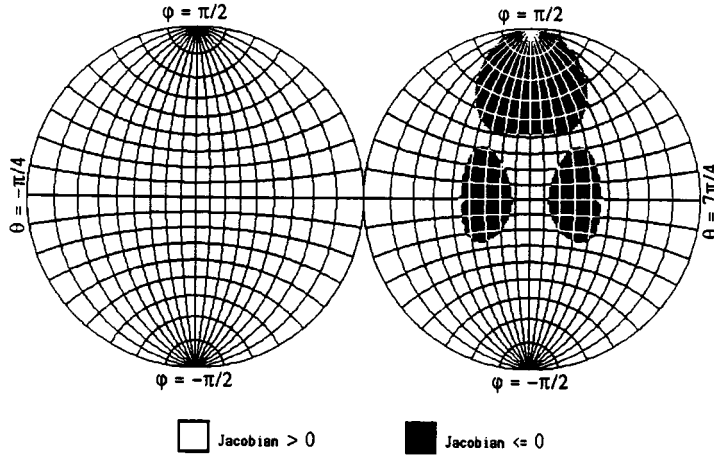 φ = π/2
φ = π/2
θ = -π/4
θ = 7π/4
φ = -π/2
φ = -π/2
Jacobian > 0
Jacobian <= 0